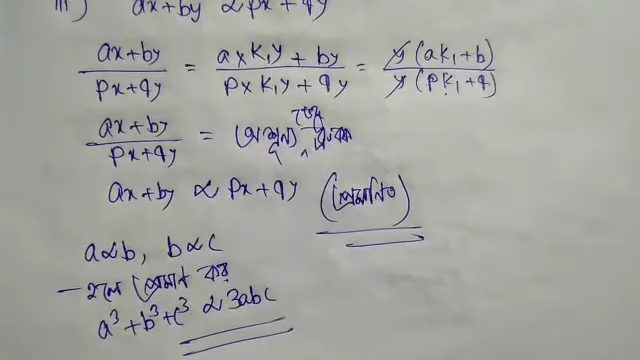 iii) ax+by ∝ px+qy
(ax+by)/(px+qy) = (a×K₁y+by)/(p×K₁y+qy) = y(aK₁+b)/y(pK₁+q)
(ax+by)/(px+qy) = অশূন্য ভেদ ধ্রুবক
ax+by ∝ px+qy (প্রমাণিত)
a∝b, b∝c
– হলে প্রমাণ কর
a³+b³+c³ ∝ 3abc